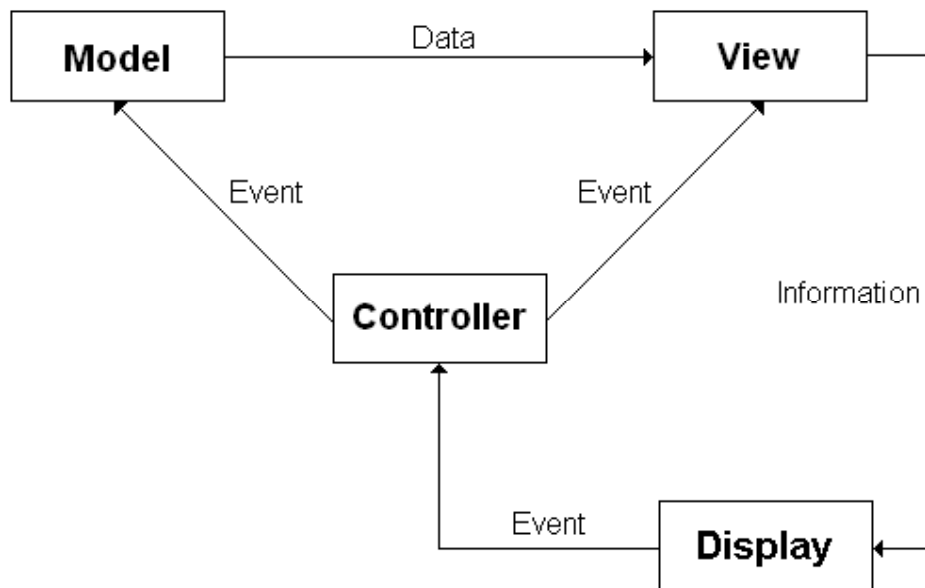 Data
Model
View
Event
Event
Information
Controller
Event
Display